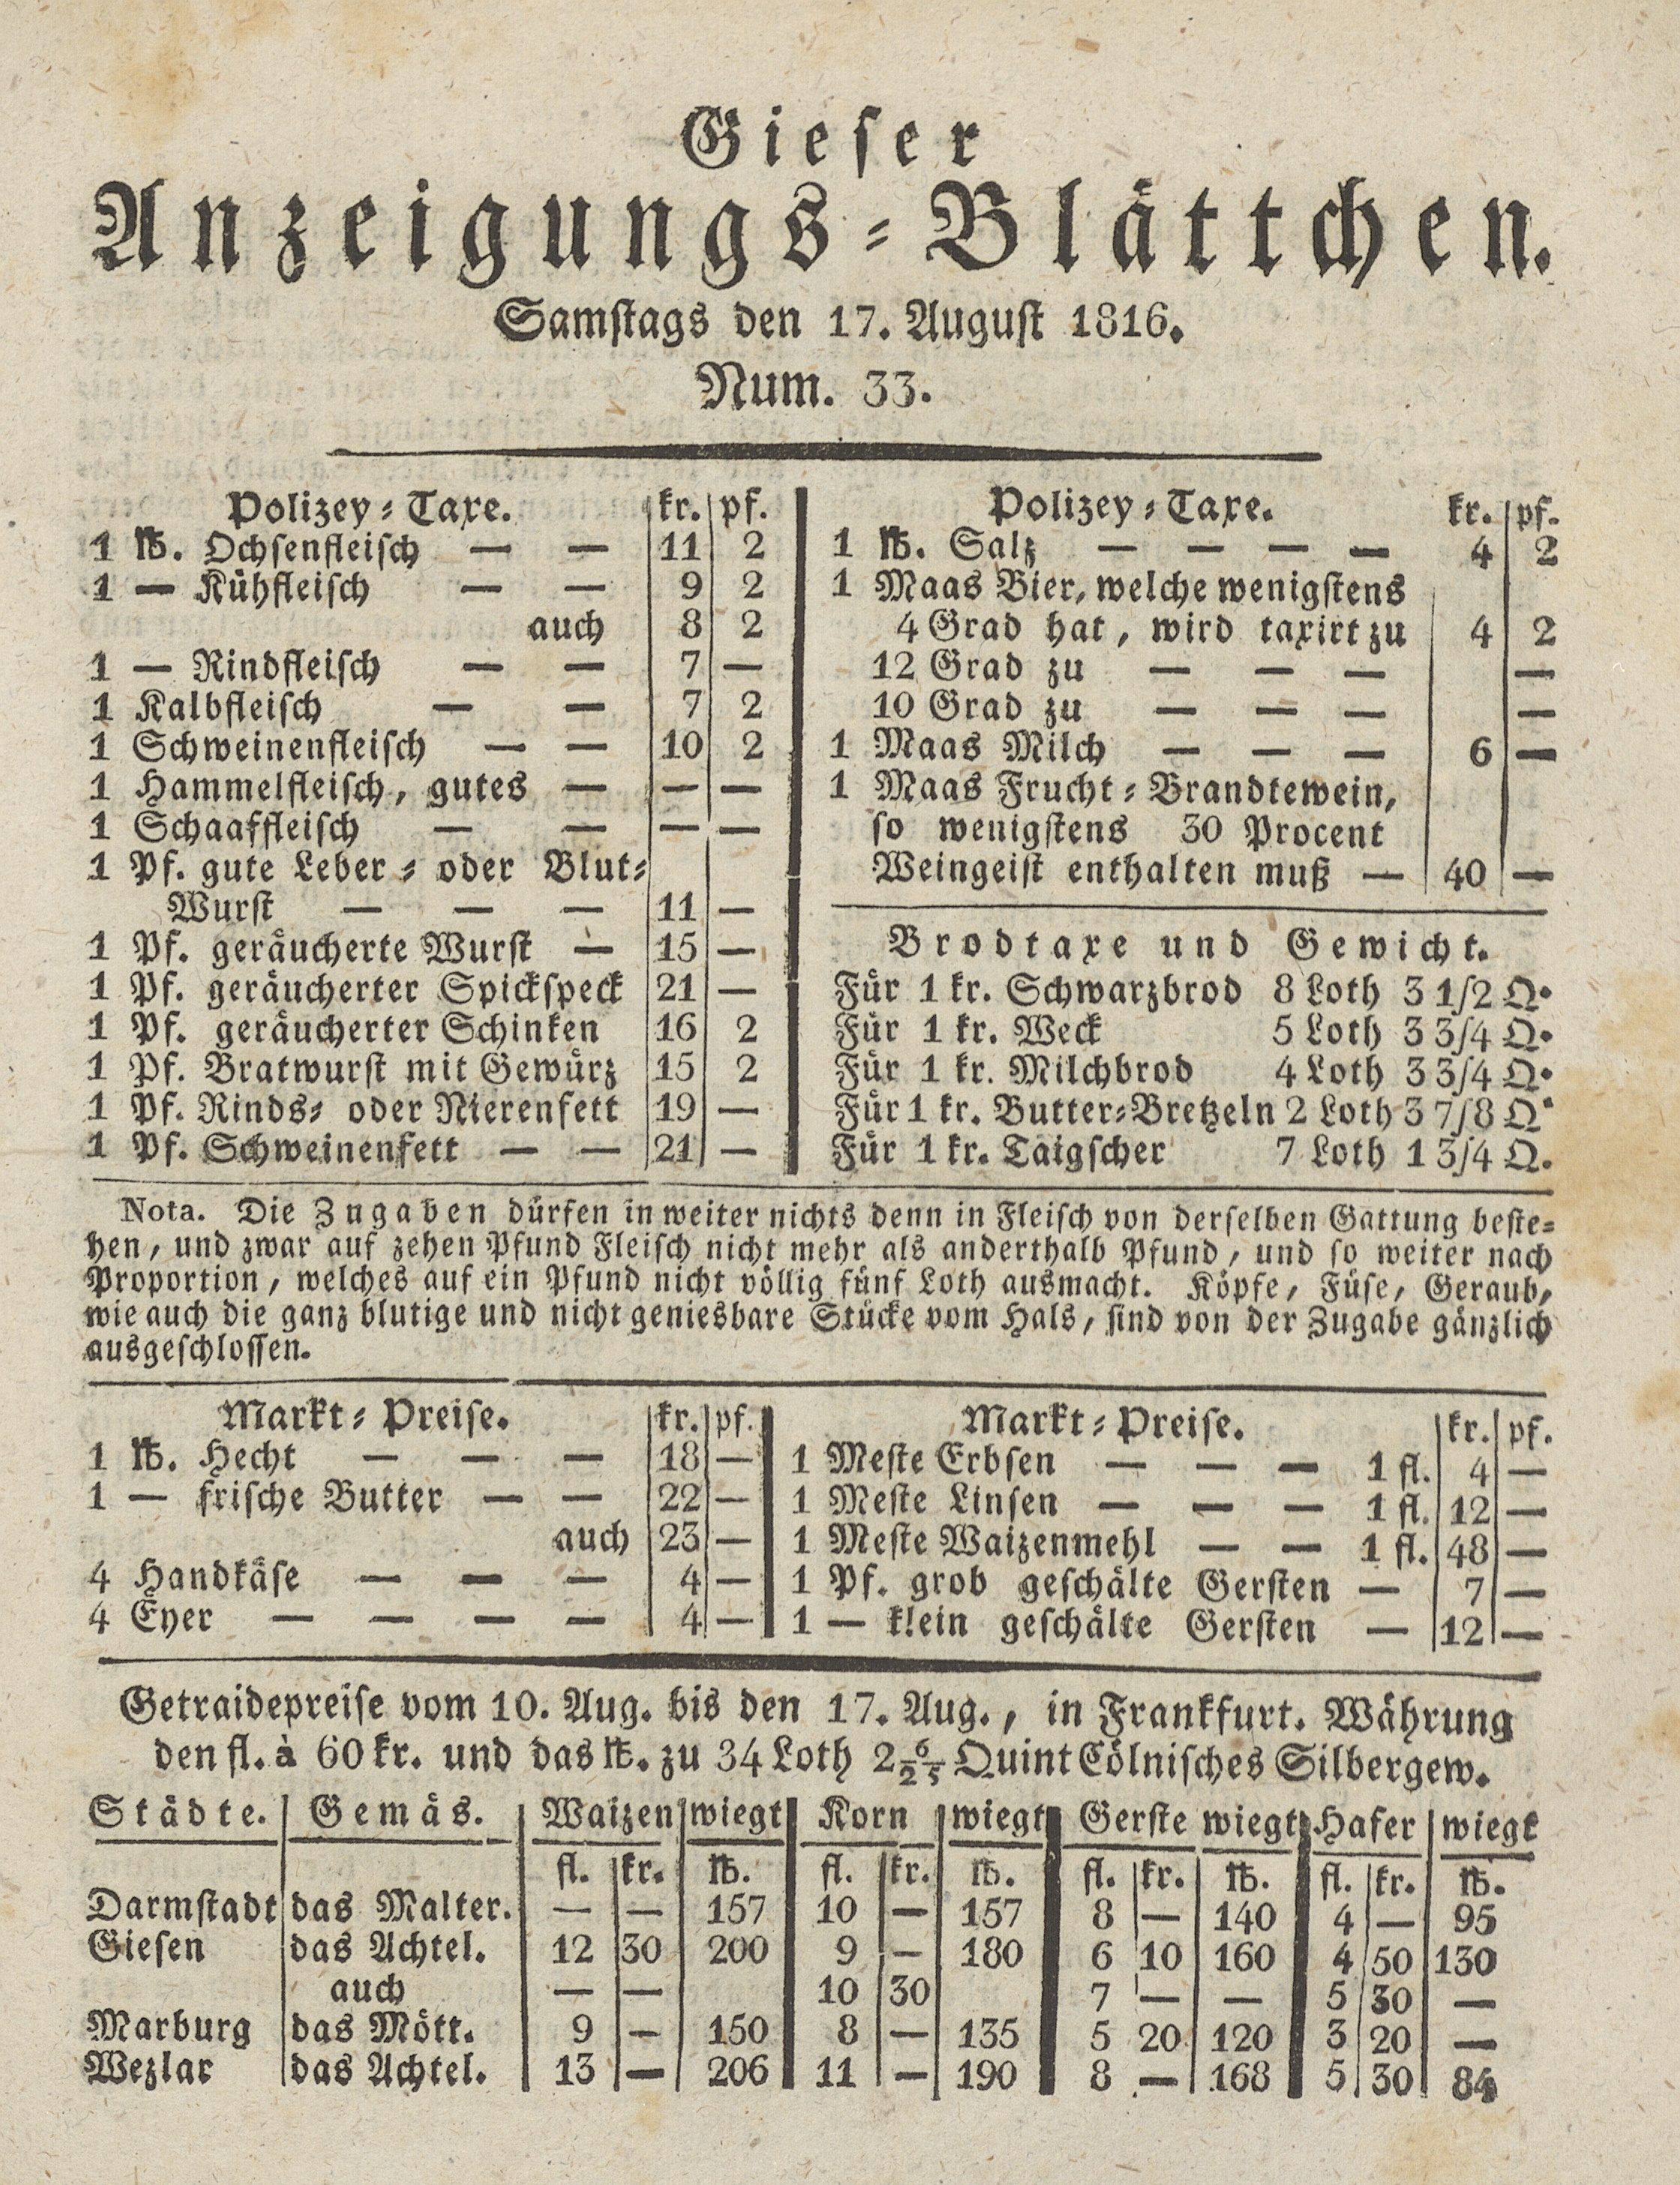 Gieser
Anzeigungs-Blättchen.
Samstags den 17. August 1816.
Num. 33.
Polizey-Taxe. kr. pf.
1 ℔. Ochsenfleisch — — 11 2
1 — Kühfleisch — — 9 2
auch 8 2
1 — Rindfleisch — — 7 —
1 Kalbfleisch — — 7 2
1 Schweinenfleisch — — 10 2
1 Hammelfleisch, gutes — — —
1 Schaaffleisch — — — —
1 Pf. gute Leber- oder Blut-
Wurst — — — 11 —
1 Pf. geräucherte Wurst — 15 —
1 Pf. geräucherter Spickspeck 21 —
1 Pf. geräucherter Schinken 16 2
1 Pf. Bratwurst mit Gewürz 15 2
1 Pf. Rinds- oder Nierenfett 19 —
1 Pf. Schweinenfett — — 21 —
Polizey-Taxe. kr. pf.
1 ℔. Salz — — — — 4 2
1 Maas Bier, welche wenigstens
4 Grad hat, wird taxirt zu 4 2
12 Grad zu — — — —
10 Grad zu — — — —
1 Maas Milch — — — 6 —
1 Maas Frucht-Brandtewein,
so wenigstens 30 Procent
Weingeist enthalten muß — 40 —
Brodtaxe und Gewicht.
Für 1 kr. Schwarzbrod 8 Loth 3 1/2 Q.
Für 1 kr. Weck 5 Loth 3 3/4 Q.
Für 1 kr. Milchbrod 4 Loth 3 3/4 Q.
Für 1 kr. Butter-Bretzeln 2 Loth 3 7/8 Q.
Für 1 kr. Taigscher 7 Loth 1 3/4 Q.
Nota. Die Zugaben dürfen in weiter nichts denn in Fleisch von derselben Gattung beste-
hen, und zwar auf zehen Pfund Fleisch nicht mehr als anderthalb Pfund, und so weiter nach
Proportion, welches auf ein Pfund nicht völlig fünf Loth ausmacht. Köpfe, Füse, Geraub,
wie auch die ganz blutige und nicht geniesbare Stücke vom Hals, sind von der Zugabe gänzlich
ausgeschlossen.
Markt-Preise. kr. pf.
1 ℔. Hecht — — — 18 —
1 — frische Butter — — 22 —
auch 23 —
4 Handkäse — — — 4 —
4 Eyer — — — — 4 —
Markt-Preise. kr. pf.
1 Meste Erbsen — — — 1 fl. 4 —
1 Meste Linsen — — — 1 fl. 12 —
1 Meste Waizenmehl — — 1 fl. 48 —
1 Pf. grob geschälte Gersten — 7 —
1 — klein geschälte Gersten — 12 —
Getraidepreise vom 10. Aug. bis den 17. Aug., in Frankfurt. Währung
den fl. à 60 kr. und das ℔. zu 34 Loth 2 6/25 Quint Cölnisches Silbergew.
Städte. Gemäs. Waizen wiegt Korn wiegt Gerste wiegt Hafer wiegt
fl. kr. ℔. fl. kr. ℔. fl. kr. ℔. fl. kr. ℔.
Darmstadt das Malter. — — 157 10 — 157 8 — 140 4 — 95
Giesen das Achtel. 12 30 200 9 — 180 6 10 160 4 50 130
auch — — 10 30 7 — — 5 30 —
Marburg das Mött. 9 — 150 8 — 135 5 20 120 3 20 —
Wezlar das Achtel. 13 — 206 11 — 190 8 — 168 5 30 84